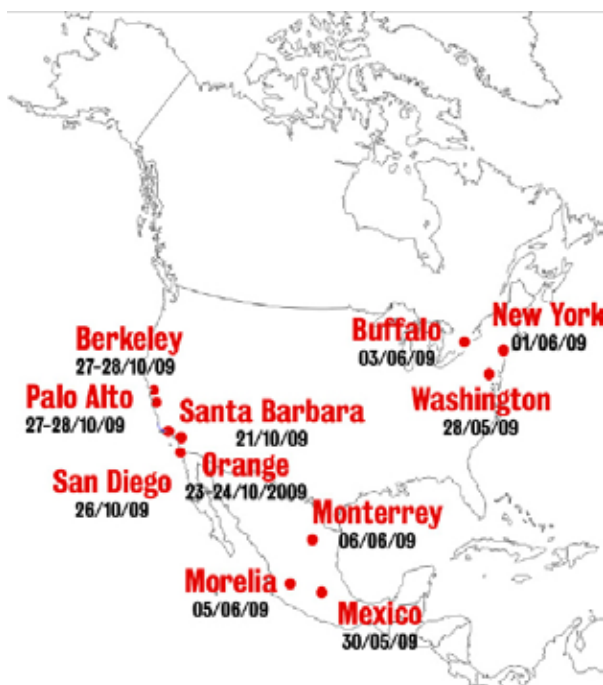 New York
01/06/09
Buffalo
03/06/09
Berkeley
27-28/10/09
Washington
28/05/09
Palo Alto
27-28/10/09
Santa Barbara
21/10/09
Orange
23-24/10/2009
San Diego
26/10/09
Monterrey
06/06/09
Morelia
05/06/09
Mexico
30/05/09